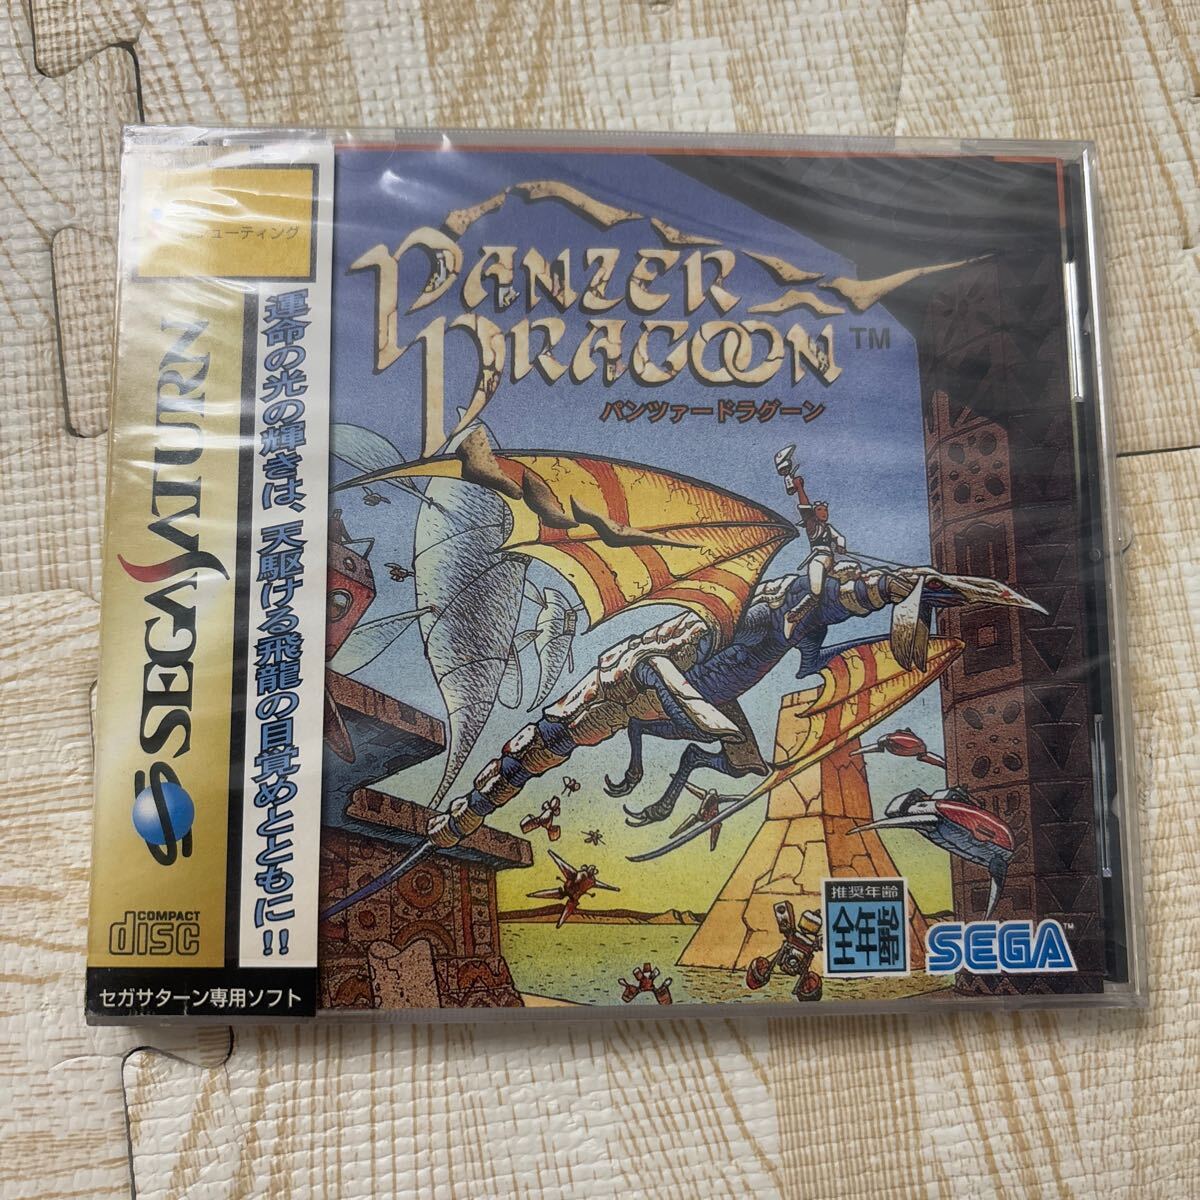 シューティング
運命の光の輝きは、天駆ける飛龍の目覚めとともに!!
SEGA SATURN
COMPACT
disc
セガサターン専用ソフト
PANZER
DRAGOON™
パンツァードラグーン
推奨年齢
全年齢
SEGA™